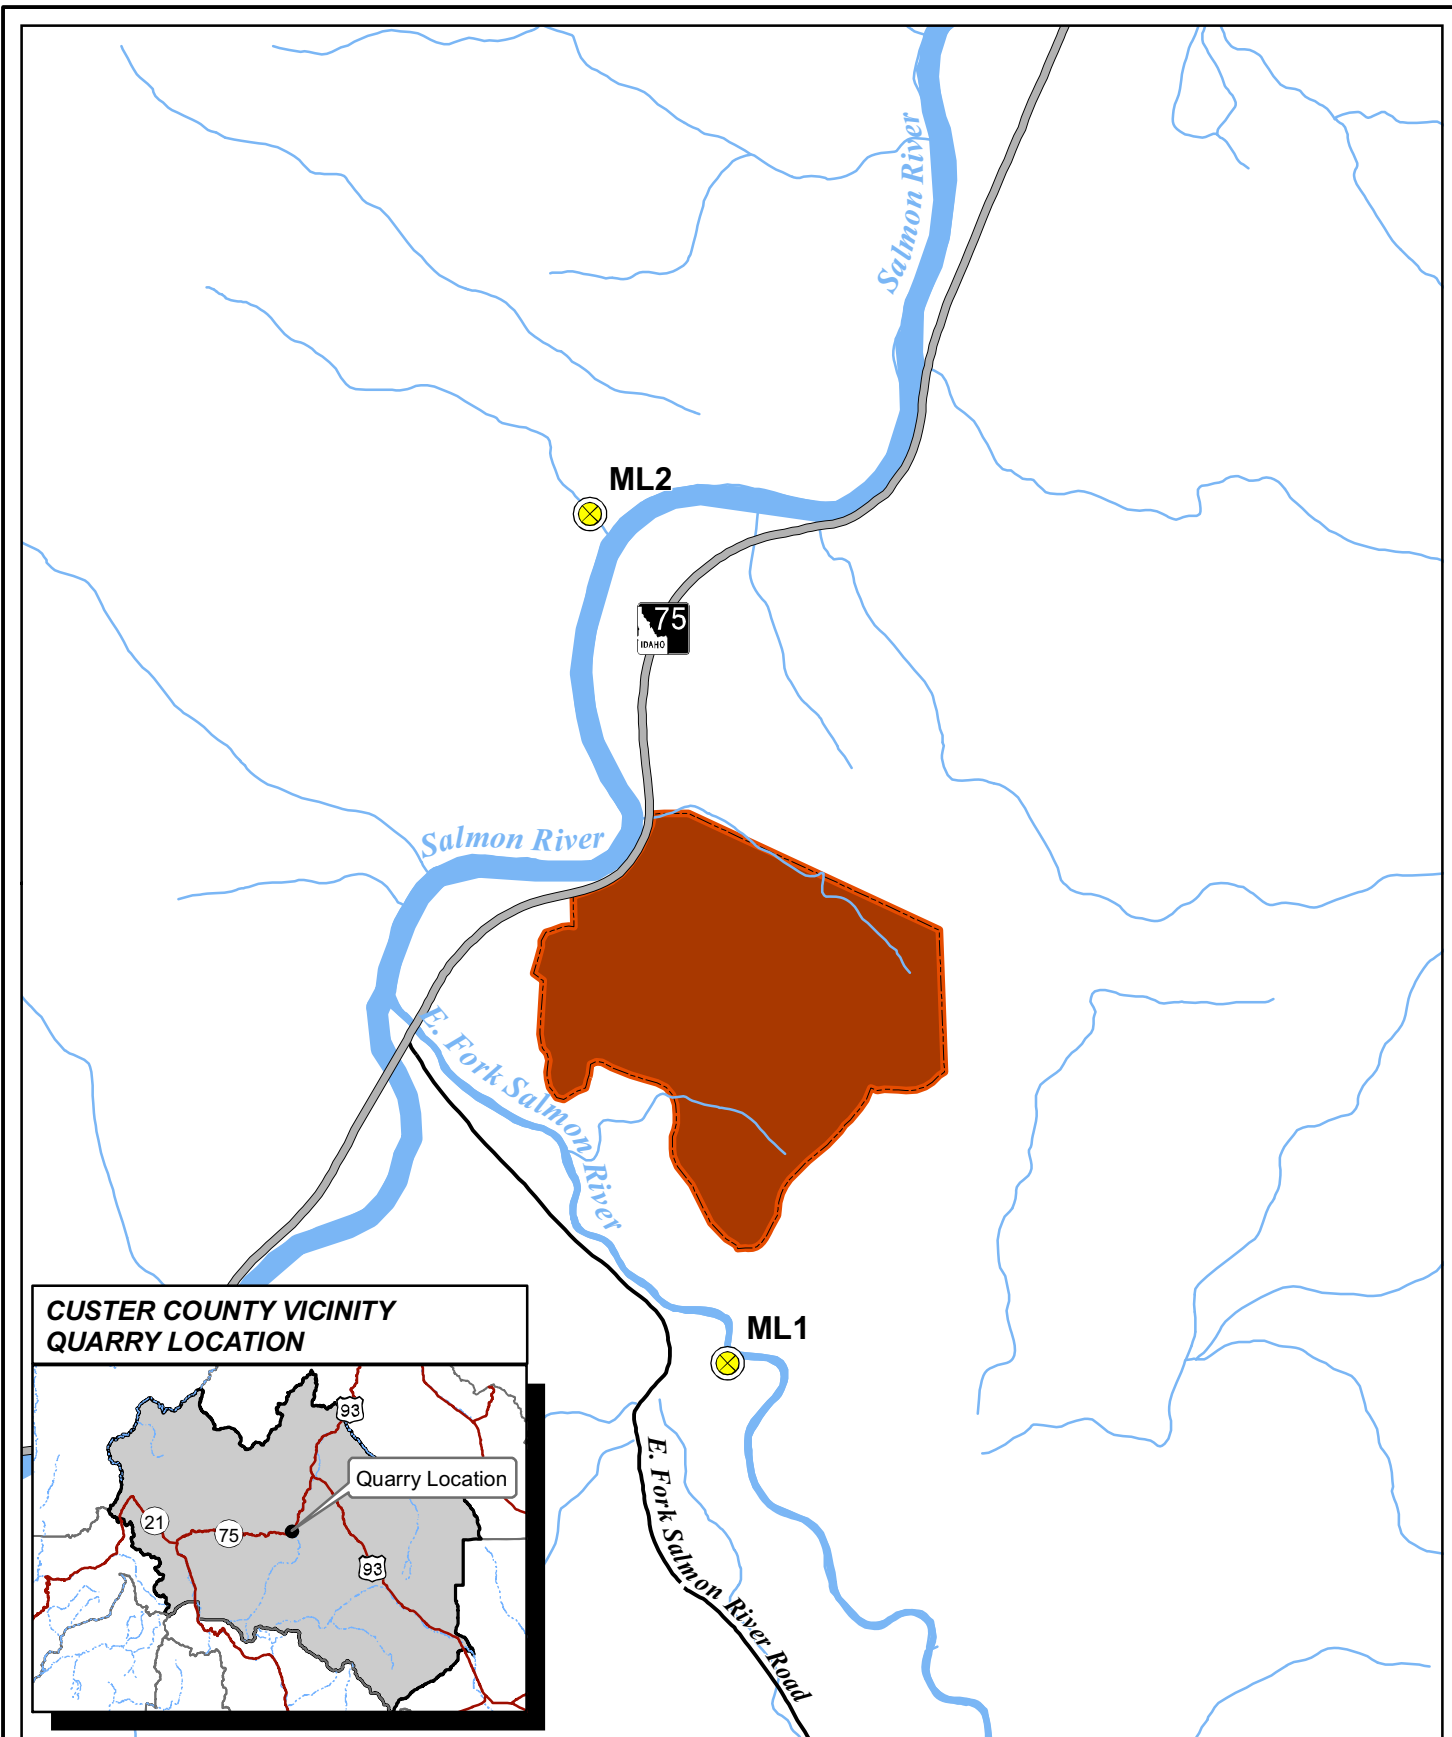 Salmon River
ML2
75
IDAHO
Salmon River
E. Fork Salmon River
ML1
E. Fork Salmon River Road
CUSTER COUNTY VICINITY
QUARRY LOCATION
93
Quarry Location
21
75
93